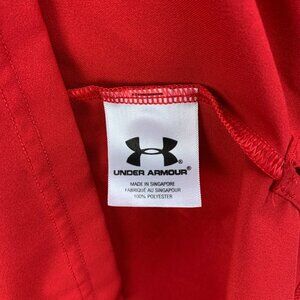 UNDER ARMOUR®
MADE IN SINGAPORE
FABRIQUÉ AU SINGAPOUR
100% POLYESTER